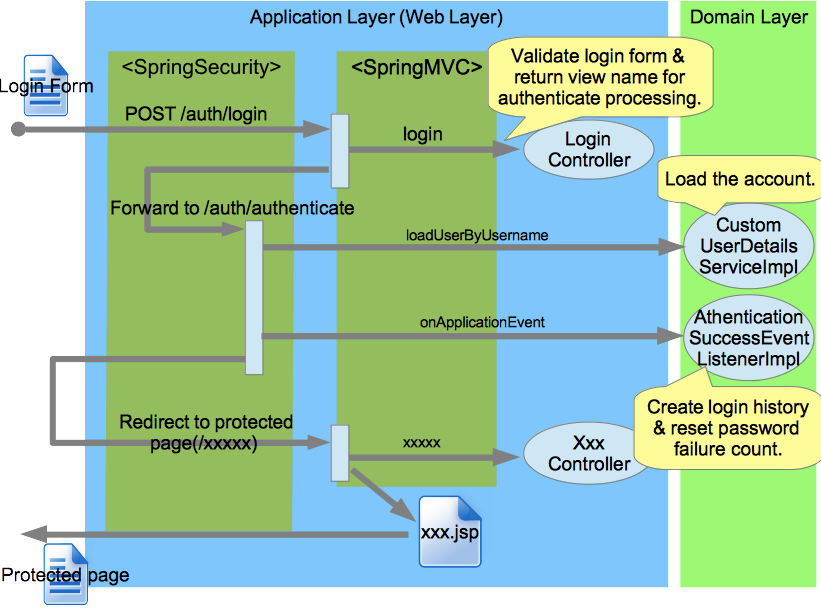 Application Layer (Web Layer)
Domain Layer
<SpringSecurity>
<SpringMVC>
Validate login form &
return view name for
authenticate processing.
Login Form
POST /auth/login
login
Login
Controller
Load the account.
Forward to /auth/authenticate
loadUserByUsername
Custom
UserDetails
ServiceImpl
onApplicationEvent
Athentication
SuccessEvent
ListenerImpl
Create login history
& reset password
failure count.
Redirect to protected
page(/xxxxx)
xxxxx
Xxx
Controller
xxx.jsp
Protected page